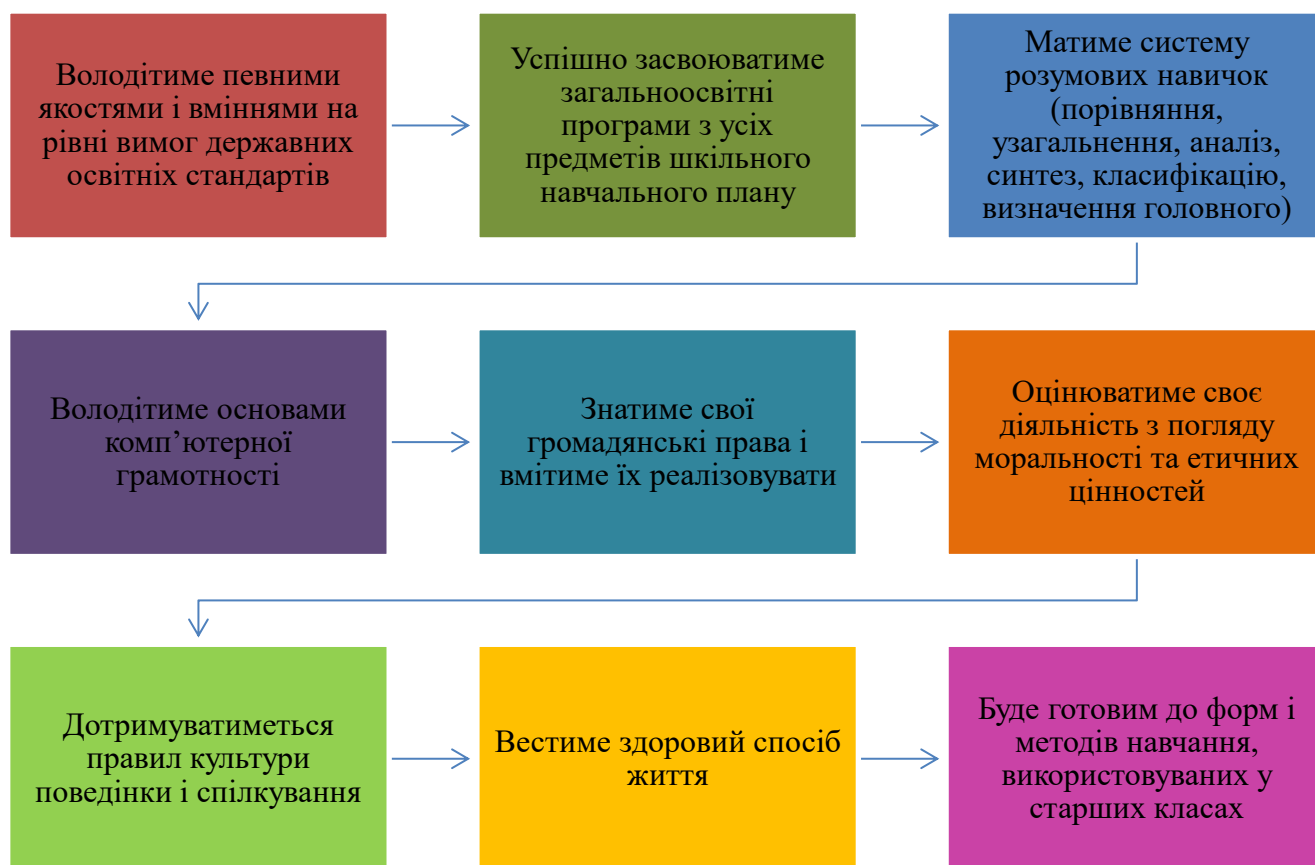 Володітиме певними
якостями і вміннями на
рівні вимог державних
освітніх стандартів
Успішно засвоюватиме
загальноосвітні
програми з усіх
предметів шкільного
навчального плану
Матиме систему
розумових навичок
(порівняння,
узагальнення, аналіз,
синтез, класифікацію,
визначення головного)
Володітиме основами
комп’ютерної
грамотності
Знатиме свої
громадянські права і
вмітиме їх реалізовувати
Оцінюватиме своє
діяльність з погляду
моральності та етичних
цінностей
Дотримуватиметься
правил культури
поведінки і спілкування
Вестиме здоровий спосіб
життя
Буде готовим до форм і
методів навчання,
використовуваних у
старших класах